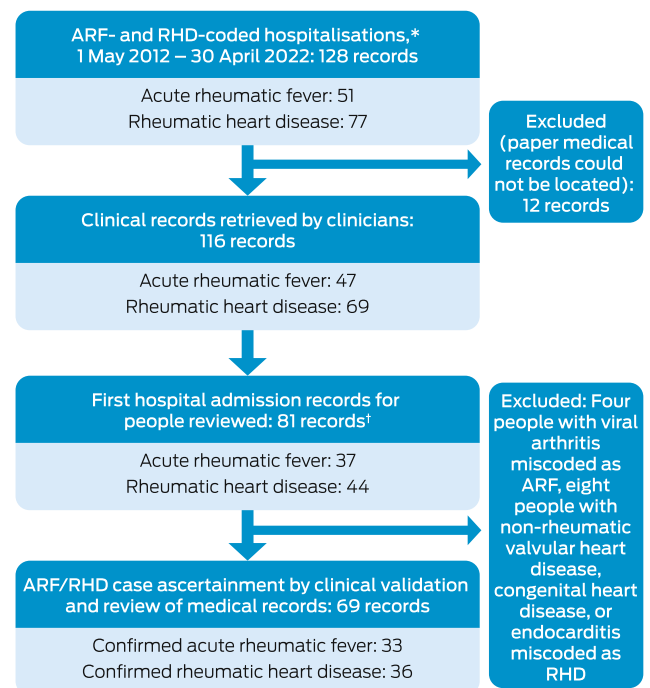 ARF- and RHD-coded hospitalisations,*
1 May 2012 – 30 April 2022: 128 records
Acute rheumatic fever: 51
Rheumatic heart disease: 77
Excluded
(paper medical
records could
not be located):
12 records
Clinical records retrieved by clinicians:
116 records
Acute rheumatic fever: 47
Rheumatic heart disease: 69
First hospital admission records for
people reviewed: 81 records†
Acute rheumatic fever: 37
Rheumatic heart disease: 44
Excluded: Four
people with viral
arthritis
miscoded as
ARF, eight
people with
non-rheumatic
valvular heart
disease,
congenital heart
disease, or
endocarditis
miscoded as
RHD
ARF/RHD case ascertainment by clinical validation
and review of medical records: 69 records
Confirmed acute rheumatic fever: 33
Confirmed rheumatic heart disease: 36